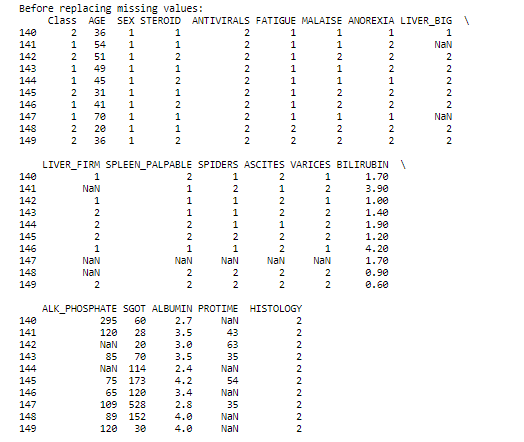 Before replacing missing values:
Class AGE SEX STEROID ANTIVIRALS FATIGUE MALAISE ANOREXIA LIVER_BIG \
140 2 36 1 1 2 1 1 1 1
141 1 54 1 1 2 1 1 2 NaN
142 2 51 1 2 2 1 2 2 2
143 1 49 1 1 2 1 1 2 2
144 1 45 1 2 2 1 1 1 2
145 2 31 1 1 2 1 2 2 2
146 1 41 1 2 2 1 2 2 2
147 1 70 1 1 2 1 1 1 NaN
148 2 20 1 1 2 2 2 2 2
149 2 36 1 2 2 2 2 2 2
LIVER_FIRM SPLEEN_PALPABLE SPIDERS ASCITES VARICES BILIRUBIN \
140 1 2 1 2 1 1.70
141 NaN 1 2 1 2 3.90
142 1 1 1 2 1 1.00
143 2 1 1 2 2 1.40
144 2 2 1 1 2 1.90
145 2 2 2 2 2 1.20
146 1 1 1 2 1 4.20
147 NaN NaN NaN NaN NaN 1.70
148 NaN 2 2 2 2 0.90
149 2 2 2 2 2 0.60
ALK_PHOSPHATE SGOT ALBUMIN PROTIME HISTOLOGY
140 295 60 2.7 NaN 2
141 120 28 3.5 43 2
142 NaN 20 3.0 63 2
143 85 70 3.5 35 2
144 NaN 114 2.4 NaN 2
145 75 173 4.2 54 2
146 65 120 3.4 NaN 2
147 109 528 2.8 35 2
148 89 152 4.0 NaN 2
149 120 30 4.0 NaN 2